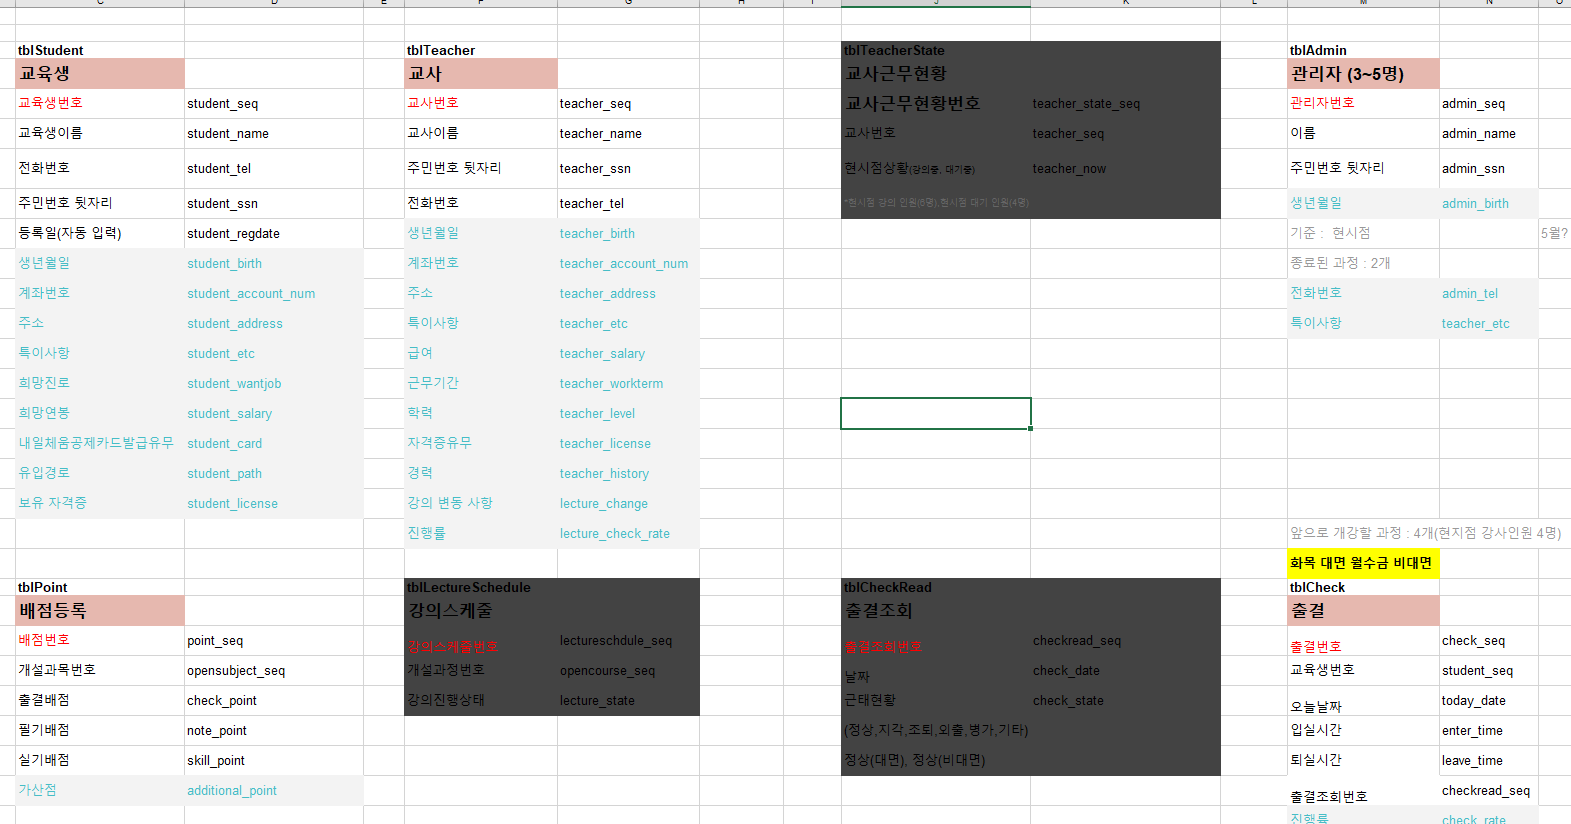 C D E F G H I J K L M N O
tblStudent tblTeacher tblTeacherState tblAdmin
교육생 교사 교사근무현황 관리자 (3~5명)
교육생번호 student_seq 교사번호 teacher_seq 교사근무현황번호 teacher_state_seq 관리자번호 admin_seq
교육생이름 student_name 교사이름 teacher_name 교사번호 teacher_seq 이름 admin_name
전화번호 student_tel 주민번호 뒷자리 teacher_ssn 현시점상황(강의중, 대기중) teacher_now 주민번호 뒷자리 admin_ssn
주민번호 뒷자리 student_ssn 전화번호 teacher_tel *현시점 강의 인원(6명),현시점 대기 인원(4명) 생년월일 admin_birth
등록일(자동 입력) student_regdate 생년월일 teacher_birth 기준 : 현시점 5월?
생년월일 student_birth 계좌번호 teacher_account_num 종료된 과정 : 2개
계좌번호 student_account_num 주소 teacher_address 전화번호 admin_tel
주소 student_address 특이사항 teacher_etc 특이사항 teacher_etc
특이사항 student_etc 급여 teacher_salary
희망진로 student_wantjob 근무기간 teacher_workterm
희망연봉 student_salary 학력 teacher_level
내일체움공제카드발급유무 student_card 자격증유무 teacher_license
유입경로 student_path 경력 teacher_history
보유 자격증 student_license 강의 변동 사항 lecture_change
진행률 lecture_check_rate 앞으로 개강할 과정 : 4개(현지점 강사인원 4명)
화목 대면 월수금 비대면
tblPoint tblLectureSchedule tblCheckRead tblCheck
배점등록 강의스케줄 출결조회 출결
배점번호 point_seq 강의스케줄번호 lectureschdule_seq 출결조회번호 checkread_seq 출결번호 check_seq
개설과목번호 opensubject_seq 개설과정번호 opencourse_seq 날짜 check_date 교육생번호 student_seq
출결배점 check_point 강의진행상태 lecture_state 근태현황 check_state 오늘날짜 today_date
필기배점 note_point (정상,지각,조퇴,외출,병가,기타) 입실시간 enter_time
실기배점 skill_point 정상(대면), 정상(비대면) 퇴실시간 leave_time
가산점 additional_point 출결조회번호 checkread_seq
진행률 check_rate